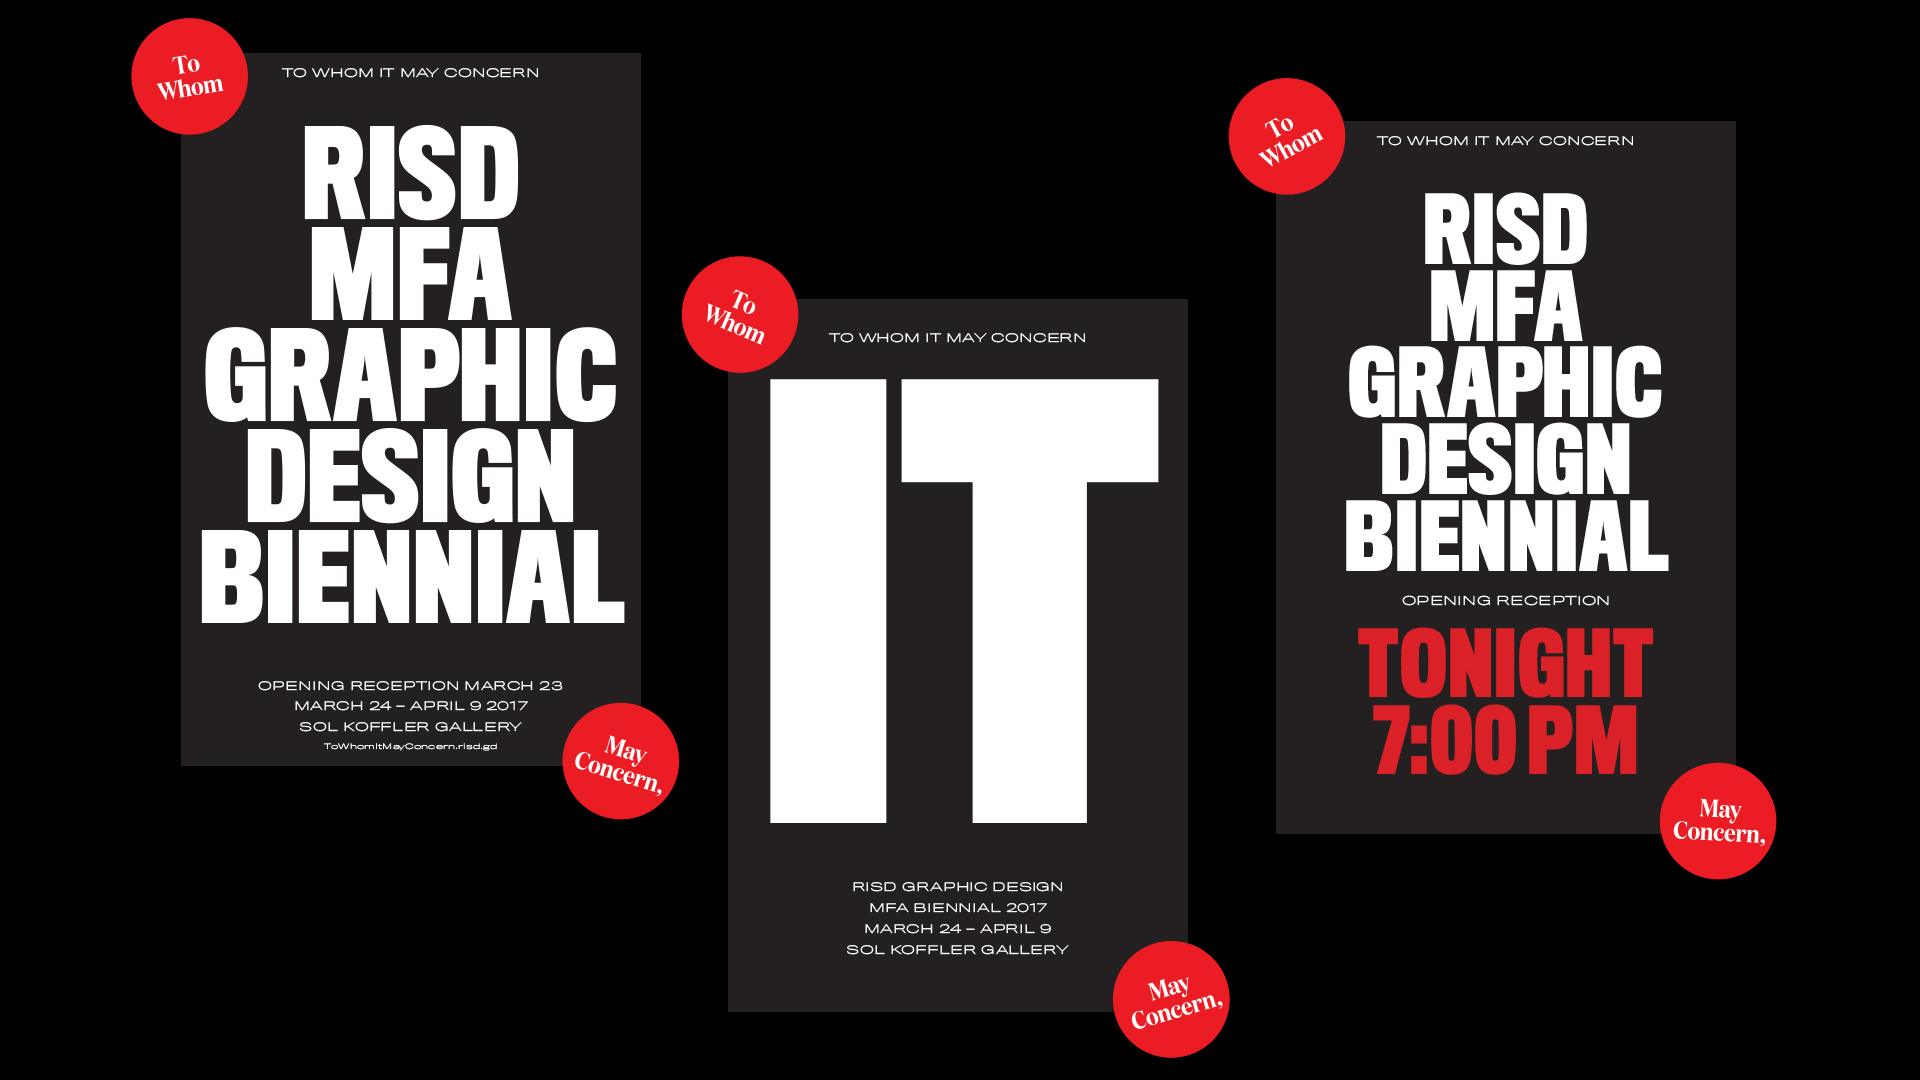 To
Whom
TO WHOM IT MAY CONCERN
RISD
MFA
GRAPHIC
DESIGN
BIENNIAL
OPENING RECEPTION MARCH 23
MARCH 24 – APRIL 9 2017
SOL KOFFLER GALLERY
ToWhomItMayConcern.risd.gd
May
Concern,
To
Whom
TO WHOM IT MAY CONCERN
IT
RISD GRAPHIC DESIGN
MFA BIENNIAL 2017
MARCH 24 – APRIL 9
SOL KOFFLER GALLERY
May
Concern,
To
Whom
TO WHOM IT MAY CONCERN
RISD
MFA
GRAPHIC
DESIGN
BIENNIAL
OPENING RECEPTION
TONIGHT
7:00 PM
May
Concern,